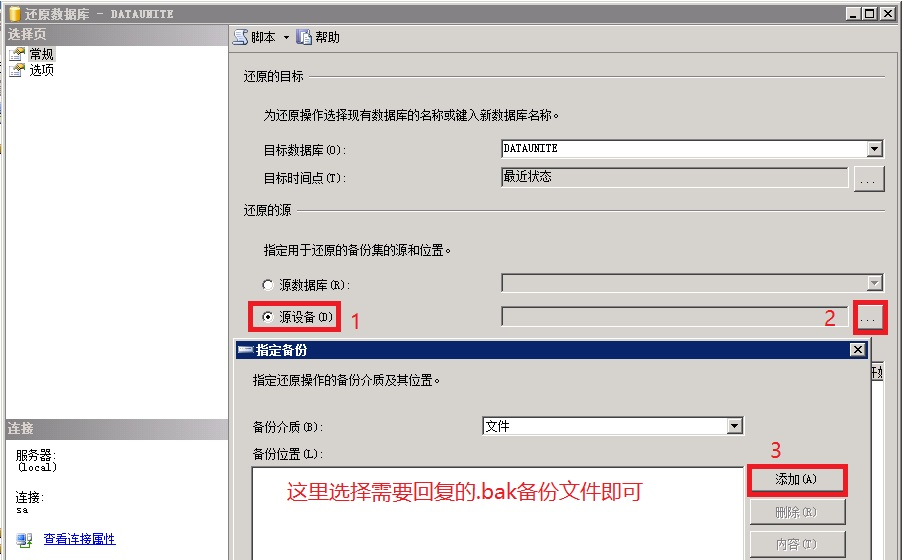 还原数据库 - DATAUNITE
选择页
常规
选项
脚本 帮助
还原的目标
为还原操作选择现有数据库的名称或键入新数据库名称。
目标数据库(O): DATAUNITE
目标时间点(T): 最近状态 ...
还原的源
指定用于还原的备份集的源和位置。
源数据库(R):
源设备(D) 1 2 ...
指定备份
指定还原操作的备份介质及其位置。
备份介质(B): 文件
备份位置(L):
3
这里选择需要回复的.bak备份文件即可
添加(A)
删除(R)
内容(T)
连接
服务器:
(local)
连接:
sa
查看连接属性